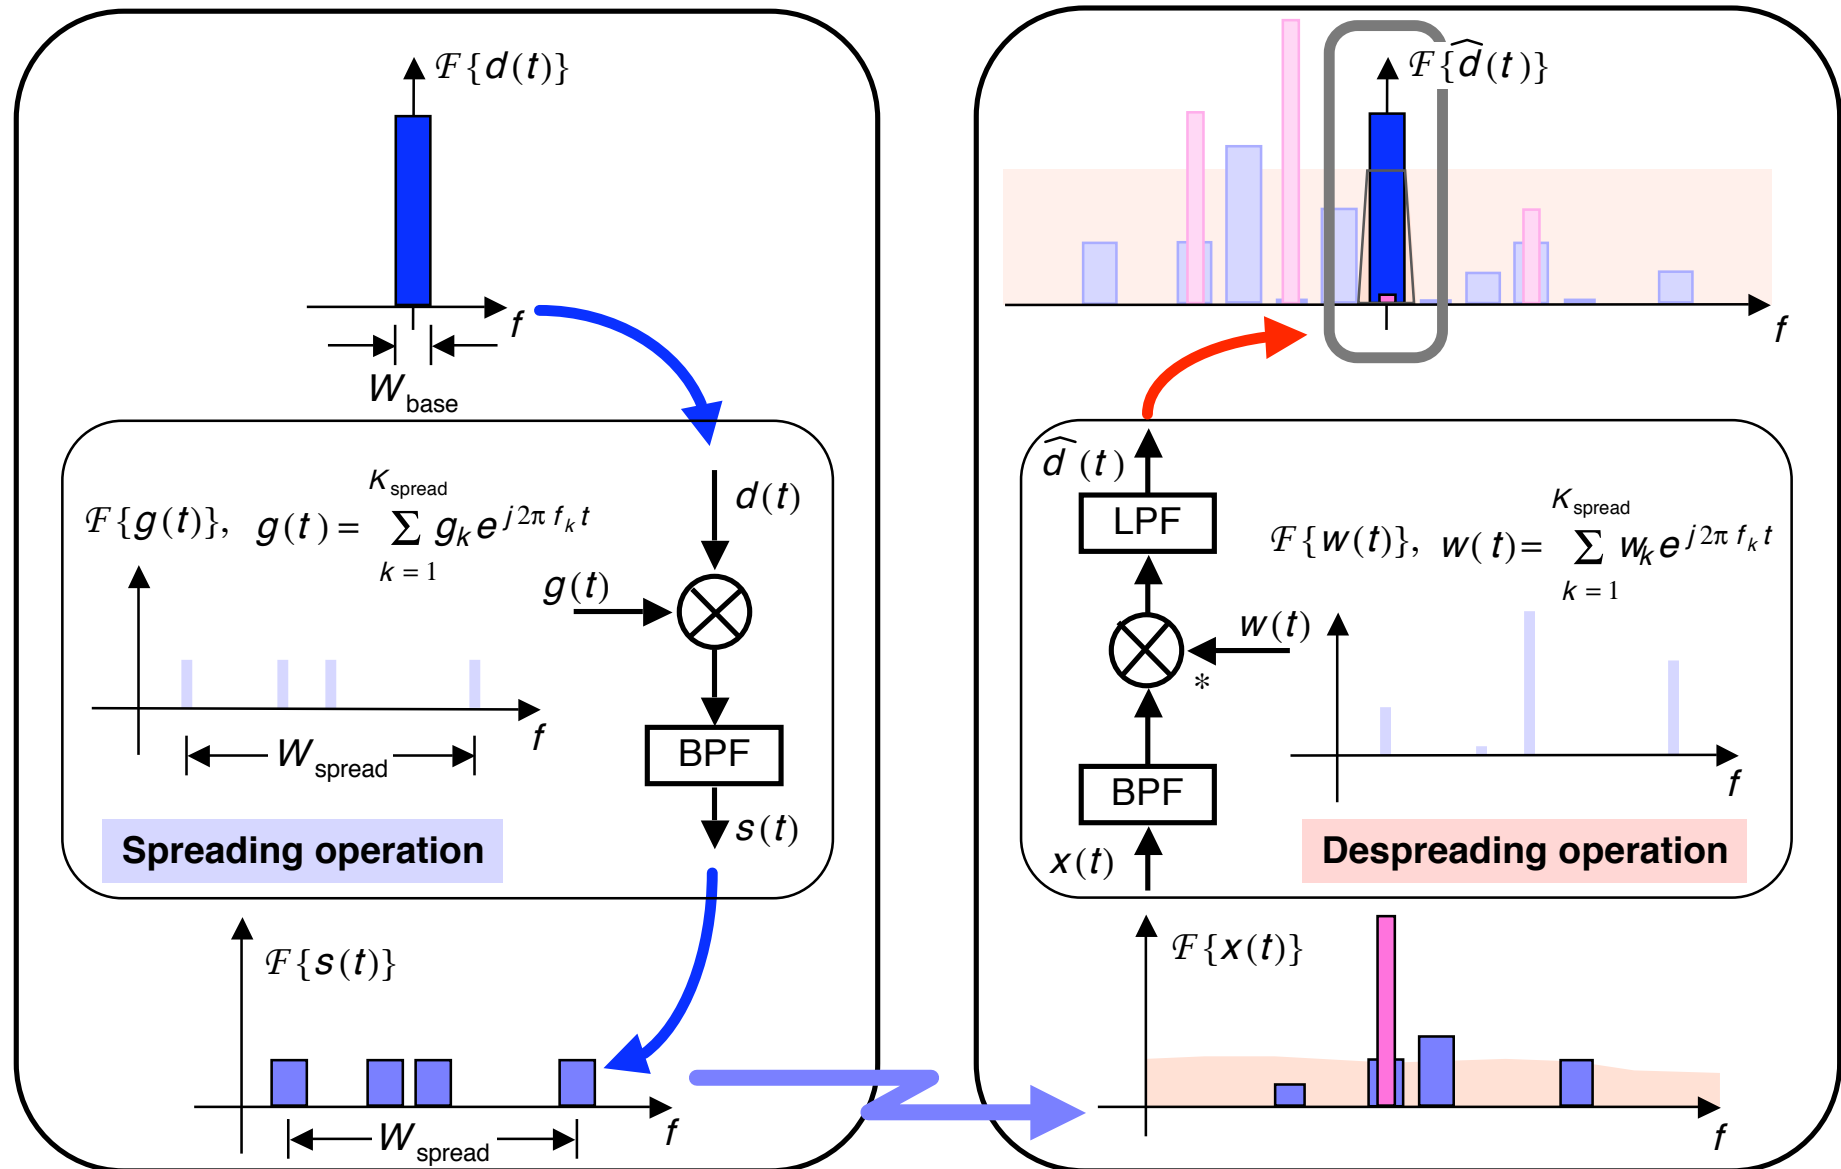 ℱ{d(t)}
f
W_base
ℱ{g(t)}, g(t) = ∑_{k = 1}^{K_spread} g_k e^{j2π f_k t}
d(t)
g(t)
f
W_spread
BPF
s(t)
Spreading operation
ℱ{s(t)}
f
W_spread
ℱ{d̂(t)}
f
d̂(t)
LPF
ℱ{w(t)}, w(t) = ∑_{k = 1}^{K_spread} w_k e^{j2π f_k t}
w(t)
*
BPF
f
x(t)
Despreading operation
ℱ{x(t)}
f